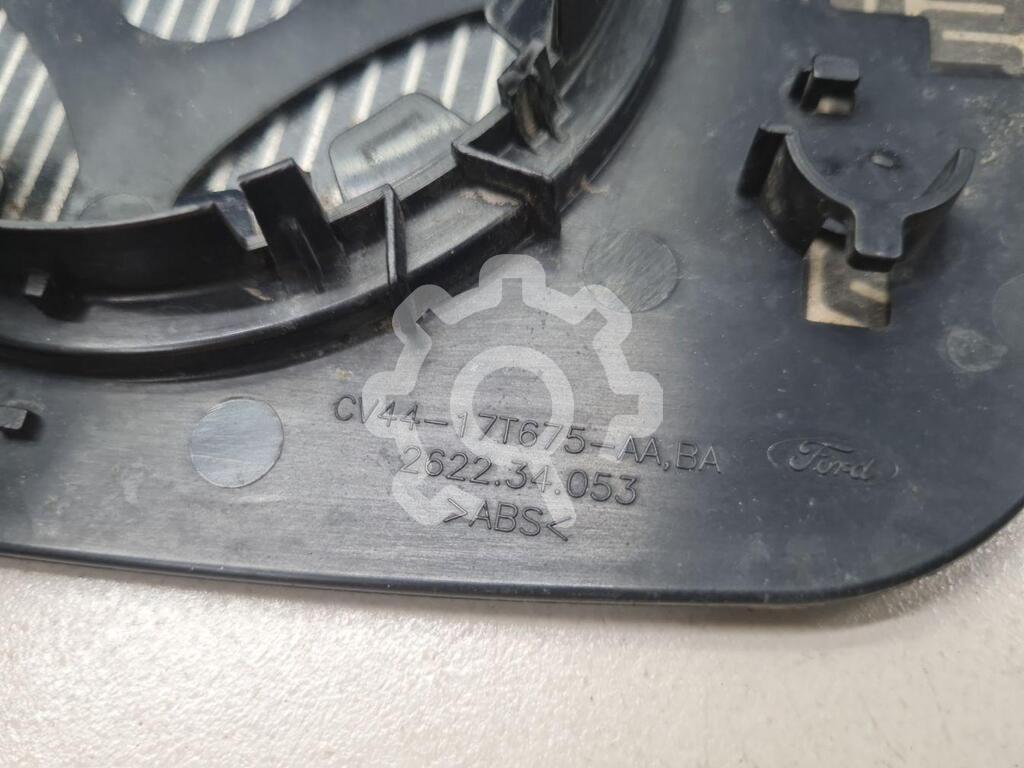 CV44-17T675-AA,BA
Ford
2622.34.053
>ABS<